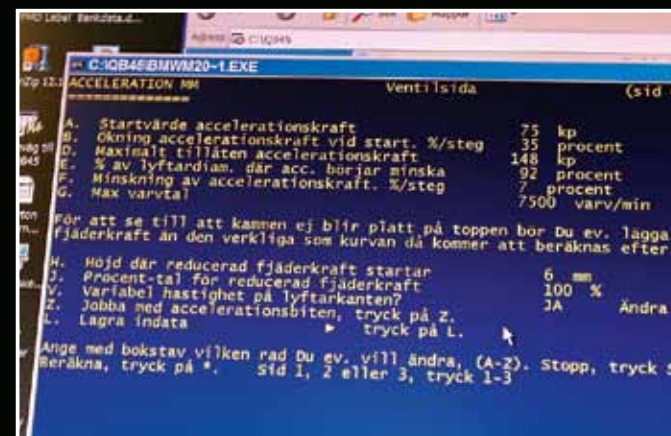 Label Bankdata.d...
Adress C:\QB45
C:\QB45\BMWM20~1.EXE
ACCELERATION MM Ventilsida (sid
A. Startvärde accelerationskraft 75 kp
B. Ökning accelerationskraft vid start. %/steg 35 procent
D. Maximalt tillåten accelerationskraft 148 kp
E. % av lyftardiam. där acc. börjar minska 92 procent
F. Minskning av accelerationskraft. %/steg 7 procent
G. Max varvtal 7500 varv/min
För att se till att kammen ej blir platt på toppen bör Du ev. lägga
fjäderkraft än den verkliga som kurvan då kommer att beräknas efter
H. Höjd där reducerad fjäderkraft startar 6 mm
J. Procent-tal för reducerad fjäderkraft 100 %
V. Variabel hastighet på lyftarkanten? JA Ändra
Z. Jobba med accelerationsbiten, tryck på Z.
L. Lagra indata ► tryck på L.
Ange med bokstav vilken rad Du ev. vill ändra, (A-Z). Stopp, tryck S
Beräkna, tryck på *. Sid 1, 2 eller 3, tryck 1-3